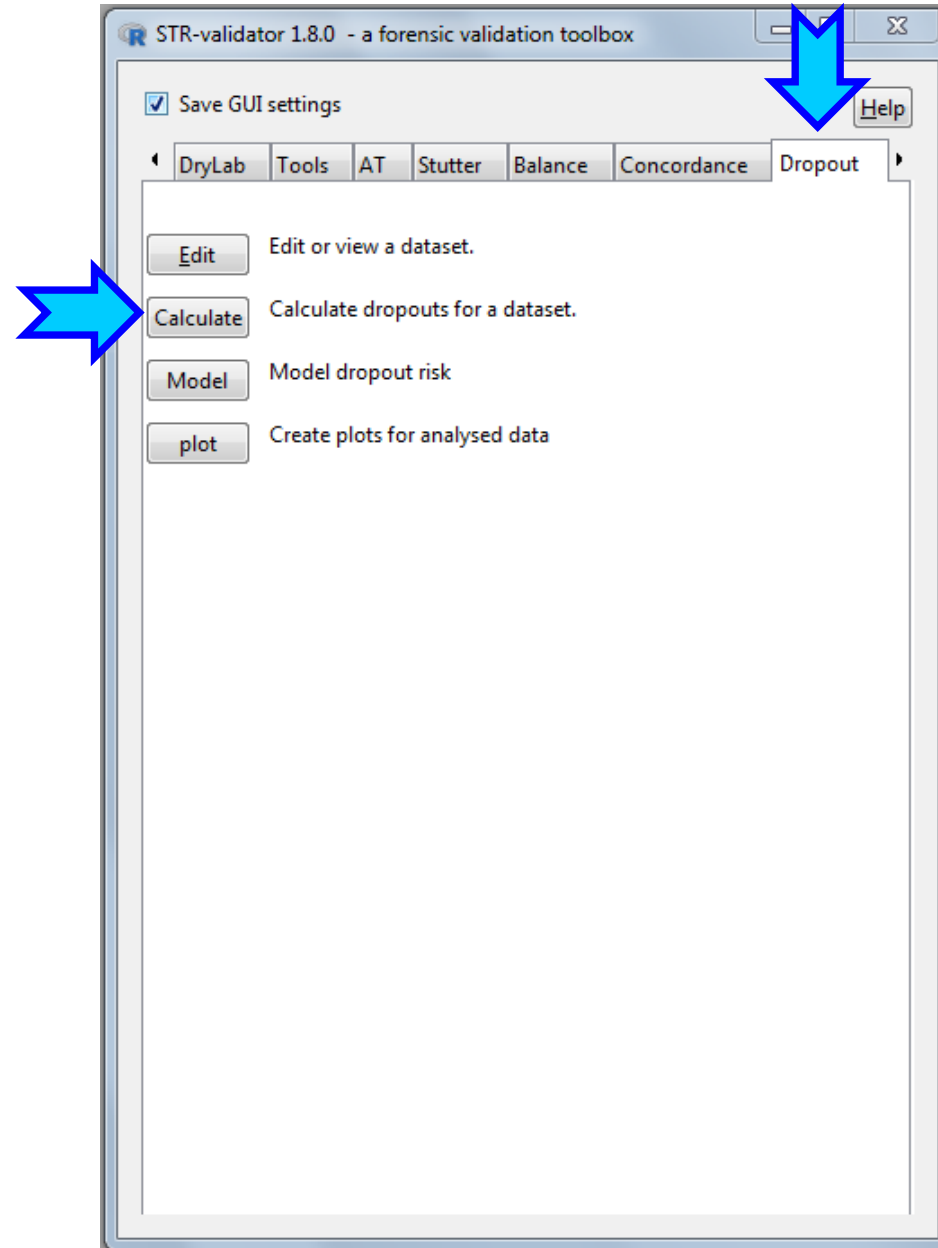 STR-validator 1.8.0 - a forensic validation toolbox
Save GUI settings
Help
DryLab Tools AT Stutter Balance Concordance Dropout
Edit Edit or view a dataset.
Calculate Calculate dropouts for a dataset.
Model Model dropout risk
plot Create plots for analysed data